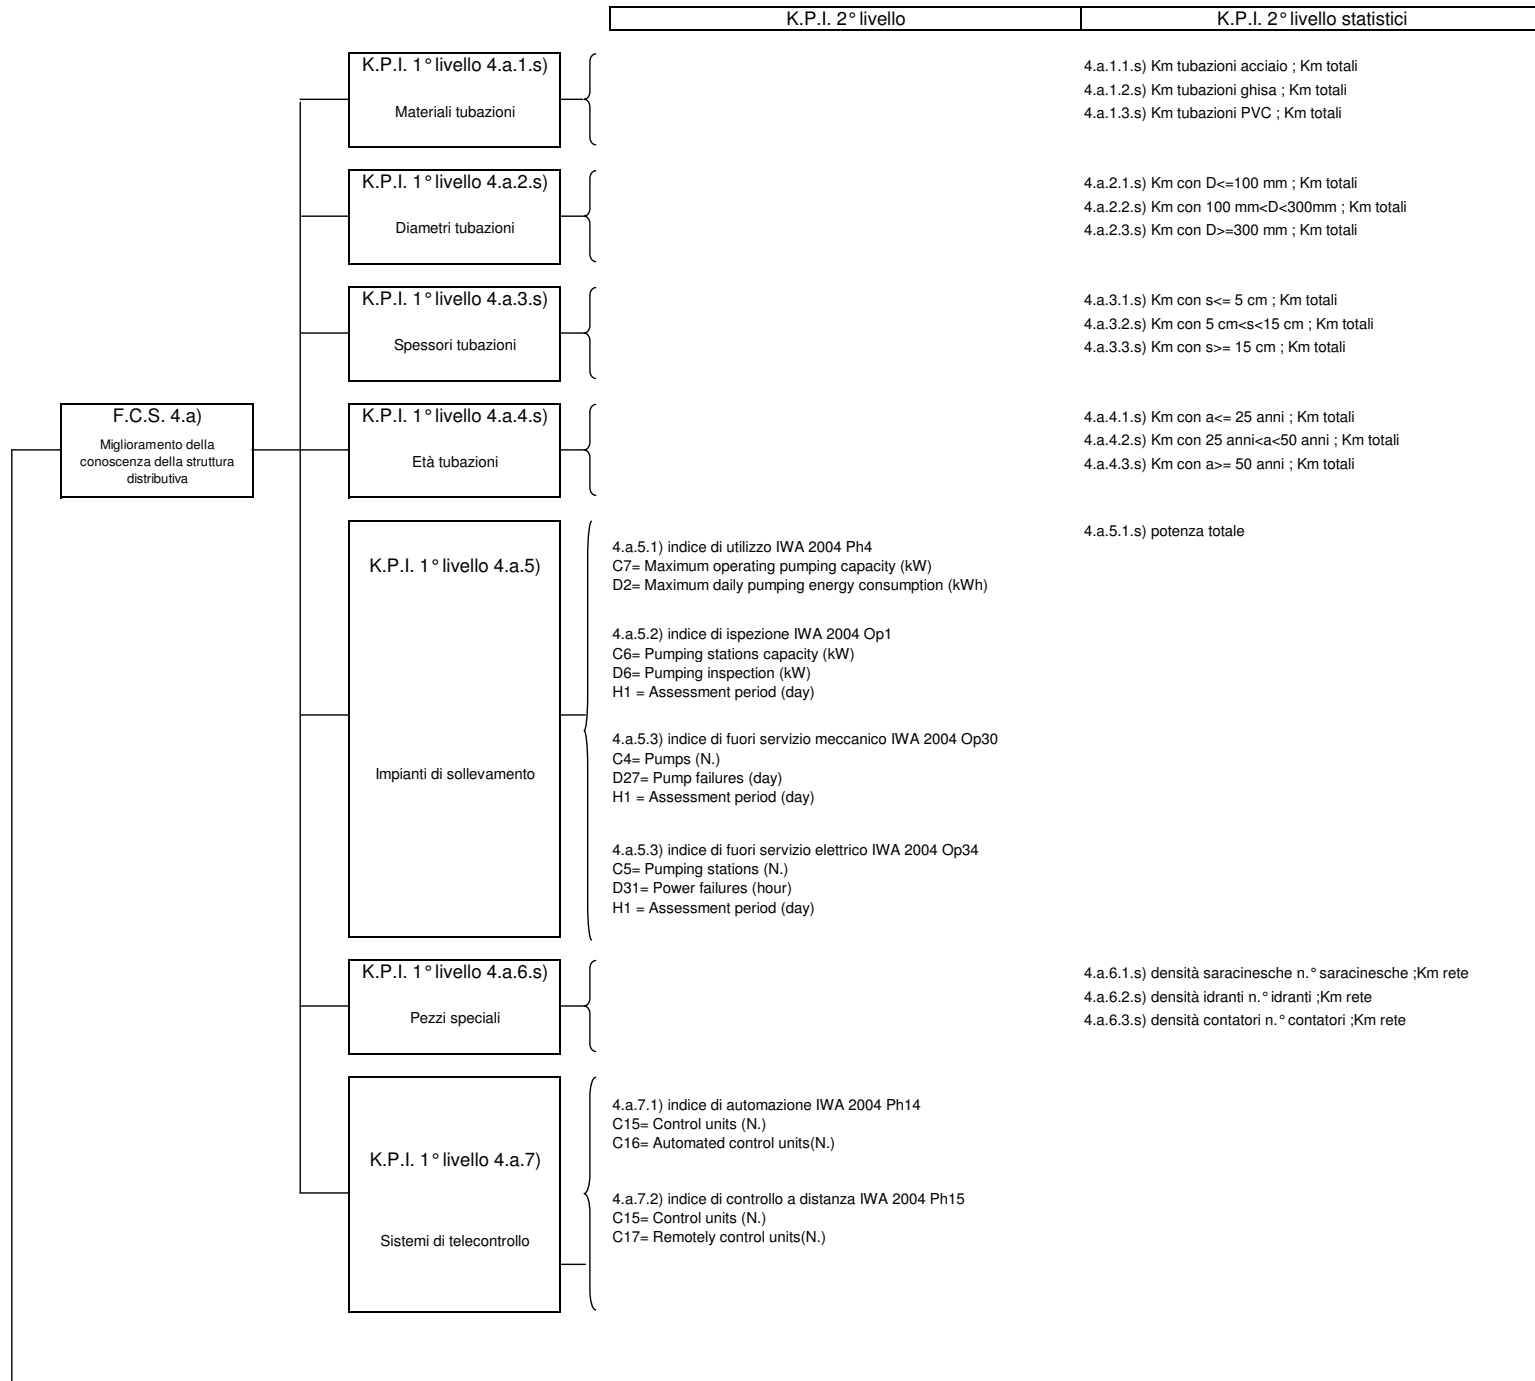 K.P.I. 2° livello
K.P.I. 2° livello statistici
K.P.I. 1° livello 4.a.1.s)
Materiali tubazioni
4.a.1.1.s) Km tubazioni acciaio ; Km totali
4.a.1.2.s) Km tubazioni ghisa ; Km totali
4.a.1.3.s) Km tubazioni PVC ; Km totali
K.P.I. 1° livello 4.a.2.s)
Diametri tubazioni
4.a.2.1.s) Km con D<=100 mm ; Km totali
4.a.2.2.s) Km con 100 mm<D<300mm ; Km totali
4.a.2.3.s) Km con D>=300 mm ; Km totali
K.P.I. 1° livello 4.a.3.s)
Spessori tubazioni
4.a.3.1.s) Km con s<= 5 cm ; Km totali
4.a.3.2.s) Km con 5 cm<s<15 cm ; Km totali
4.a.3.3.s) Km con s>= 15 cm ; Km totali
F.C.S. 4.a)
Miglioramento della
conoscenza della struttura
distributiva
K.P.I. 1° livello 4.a.4.s)
Età tubazioni
4.a.4.1.s) Km con a<= 25 anni ; Km totali
4.a.4.2.s) Km con 25 anni<a<50 anni ; Km totali
4.a.4.3.s) Km con a>= 50 anni ; Km totali
K.P.I. 1° livello 4.a.5)
Impianti di sollevamento
4.a.5.1) indice di utilizzo IWA 2004 Ph4
C7= Maximum operating pumping capacity (kW)
D2= Maximum daily pumping energy consumption (kWh)
4.a.5.2) indice di ispezione IWA 2004 Op1
C6= Pumping stations capacity (kW)
D6= Pumping inspection (kW)
H1 = Assessment period (day)
4.a.5.3) indice di fuori servizio meccanico IWA 2004 Op30
C4= Pumps (N.)
D27= Pump failures (day)
H1 = Assessment period (day)
4.a.5.3) indice di fuori servizio elettrico IWA 2004 Op34
C5= Pumping stations (N.)
D31= Power failures (hour)
H1 = Assessment period (day)
4.a.5.1.s) potenza totale
K.P.I. 1° livello 4.a.6.s)
Pezzi speciali
4.a.6.1.s) densità saracinesche n.° saracinesche ;Km rete
4.a.6.2.s) densità idranti n.° idranti ;Km rete
4.a.6.3.s) densità contatori n.° contatori ;Km rete
K.P.I. 1° livello 4.a.7)
Sistemi di telecontrollo
4.a.7.1) indice di automazione IWA 2004 Ph14
C15= Control units (N.)
C16= Automated control units(N.)
4.a.7.2) indice di controllo a distanza IWA 2004 Ph15
C15= Control units (N.)
C17= Remotely control units(N.)